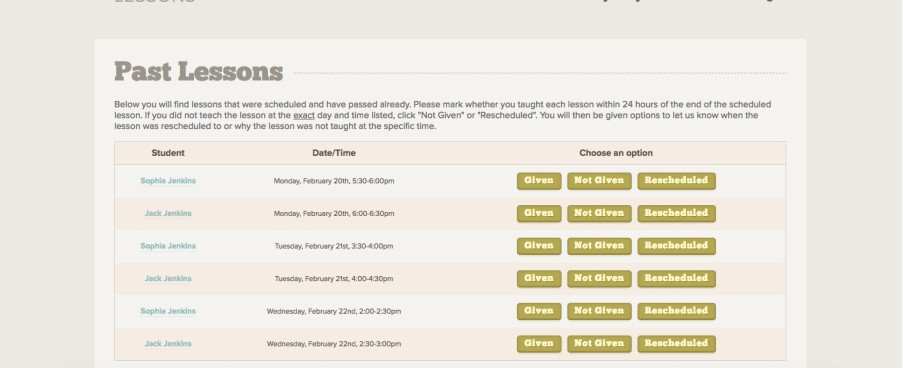 Past Lessons
Below you will find lessons that were scheduled and have passed already. Please mark whether you taught each lesson within 24 hours of the end of the scheduled
lesson. If you did not teach the lesson at the exact day and time listed, click "Not Given" or "Rescheduled". You will then be given options to let us know when the
lesson was rescheduled to or why the lesson was not taught at the specific time.
Student Date/Time Choose an option
Sophia Jenkins Monday, February 20th, 5:30-6:00pm Given Not Given Rescheduled
Jack Jenkins Monday, February 20th, 6:00-6:30pm Given Not Given Rescheduled
Sophia Jenkins Tuesday, February 21st, 3:30-4:00pm Given Not Given Rescheduled
Jack Jenkins Tuesday, February 21st, 4:00-4:30pm Given Not Given Rescheduled
Sophia Jenkins Wednesday, February 22nd, 2:00-2:30pm Given Not Given Rescheduled
Jack Jenkins Wednesday, February 22nd, 2:30-3:00pm Given Not Given Rescheduled